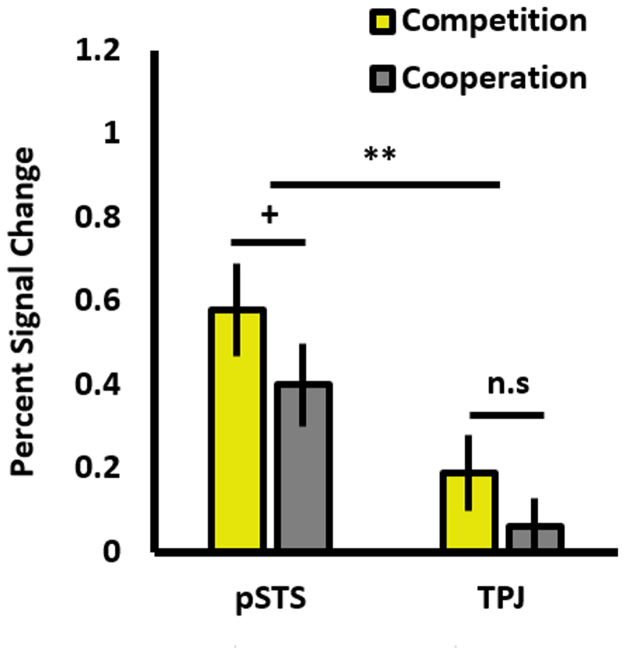 Competition
Cooperation
Percent Signal Change
1.2
1
0.8
0.6
0.4
0.2
0
**
+
n.s
pSTS
TPJ